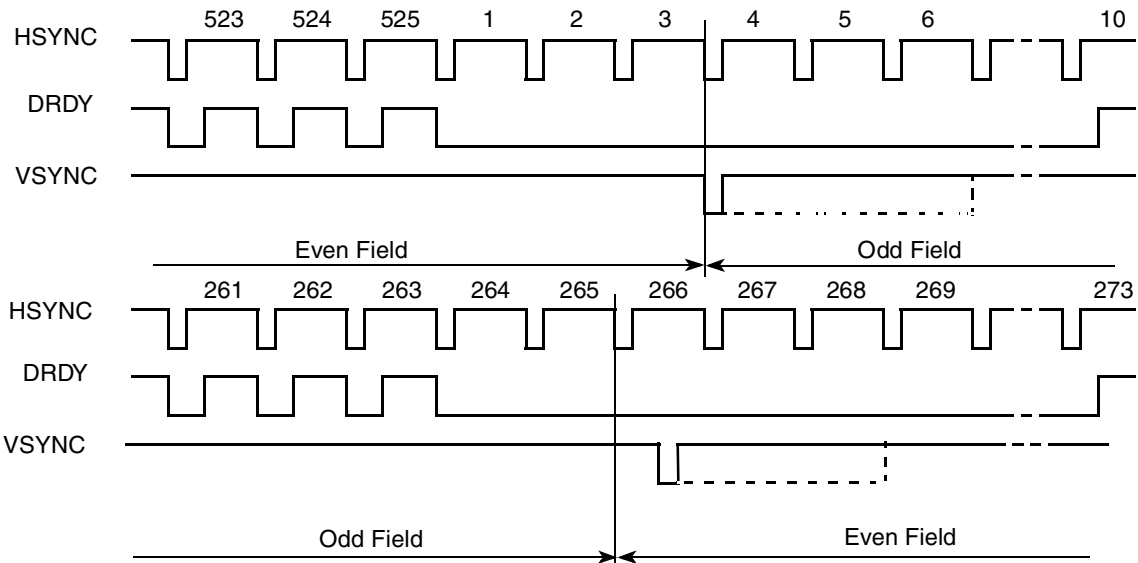 523 524 525 1 2 3 4 5 6 10
HSYNC
DRDY
VSYNC
Even Field Odd Field
261 262 263 264 265 266 267 268 269 273
HSYNC
DRDY
VSYNC
Odd Field Even Field